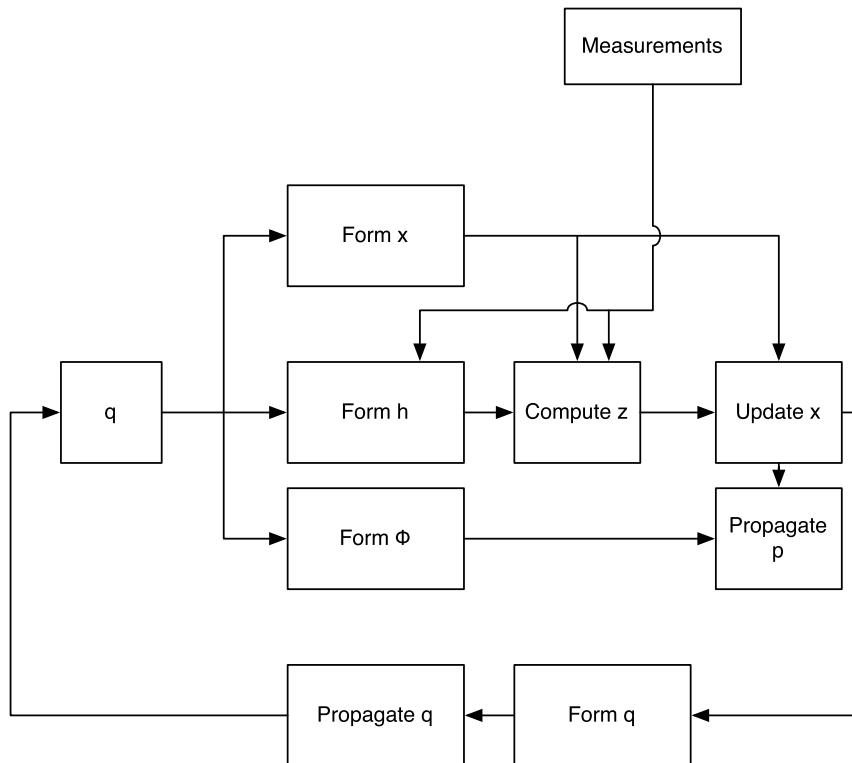 Measurements
Form x
q
Form h
Compute z
Update x
Form Φ
Propagate
p
Propagate q
Form q